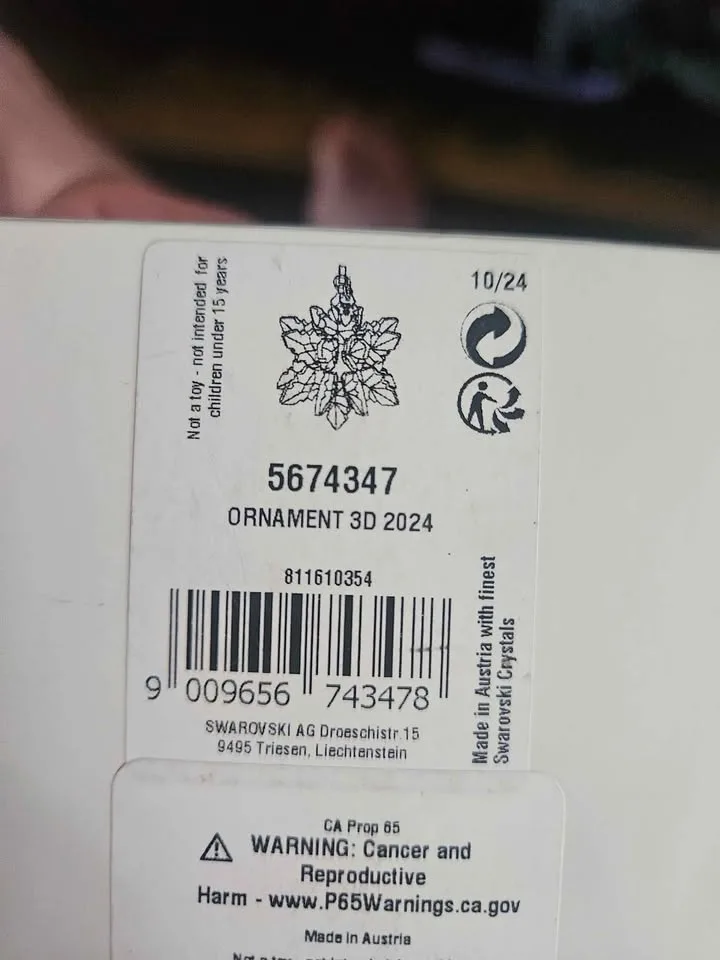 Not a toy - not intended for
children under 15 years
10/24
5674347
ORNAMENT 3D 2024
811610354
9 009656 743478
Made in Austria with finest
Swarovski Crystals
SWAROVSKI AG Droeschistr.15
9495 Triesen, Liechtenstein
CA Prop 65
WARNING: Cancer and
Reproductive
Harm - www.P65Warnings.ca.gov
Made in Austria